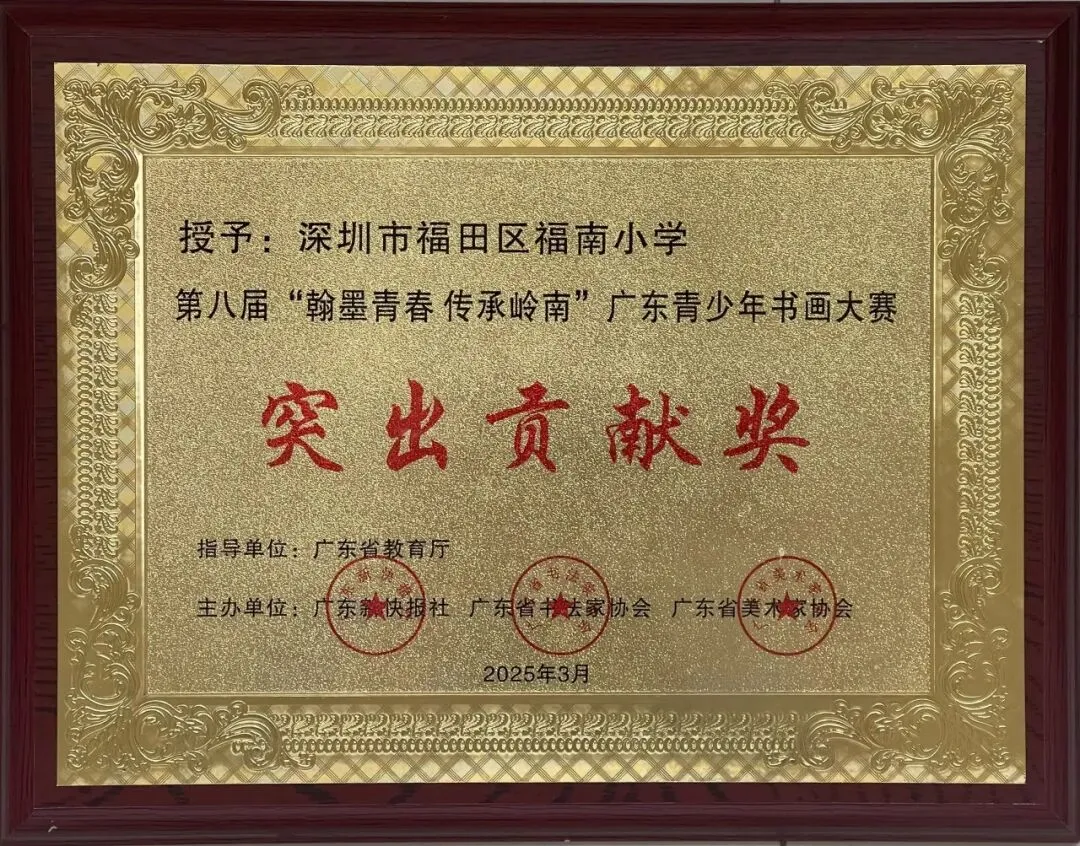 授予：深圳市福田区福南小学
第八届“翰墨青春 传承岭南”广东青少年书画大赛
突出贡献奖
指导单位：广东省教育厅
主办单位：广东新快报社 广东省书法家协会 广东省美术家协会
2025年3月